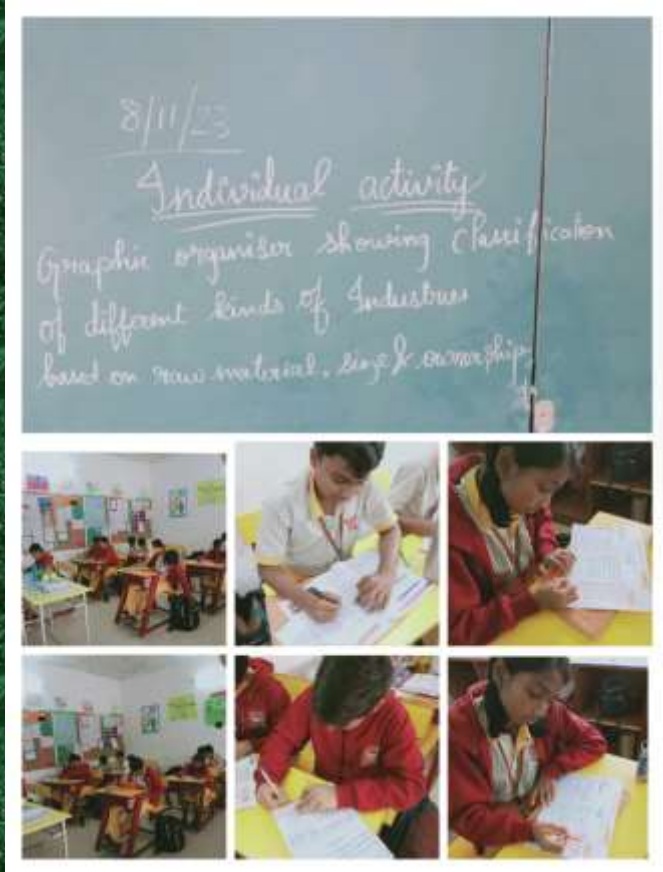 8/11/23
Individual activity
Graphic organiser showing classification
of different kinds of Industries
based on raw material, size & ownership